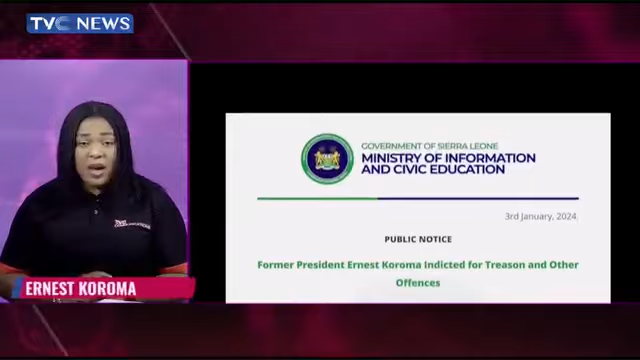 TVC NEWS
GOVERNMENT OF SIERRA LEONE
MINISTRY OF INFORMATION
AND CIVIC EDUCATION
3rd January, 2024
PUBLIC NOTICE
Former President Ernest Koroma Indicted for Treason and Other
Offences
ERNEST KOROMA